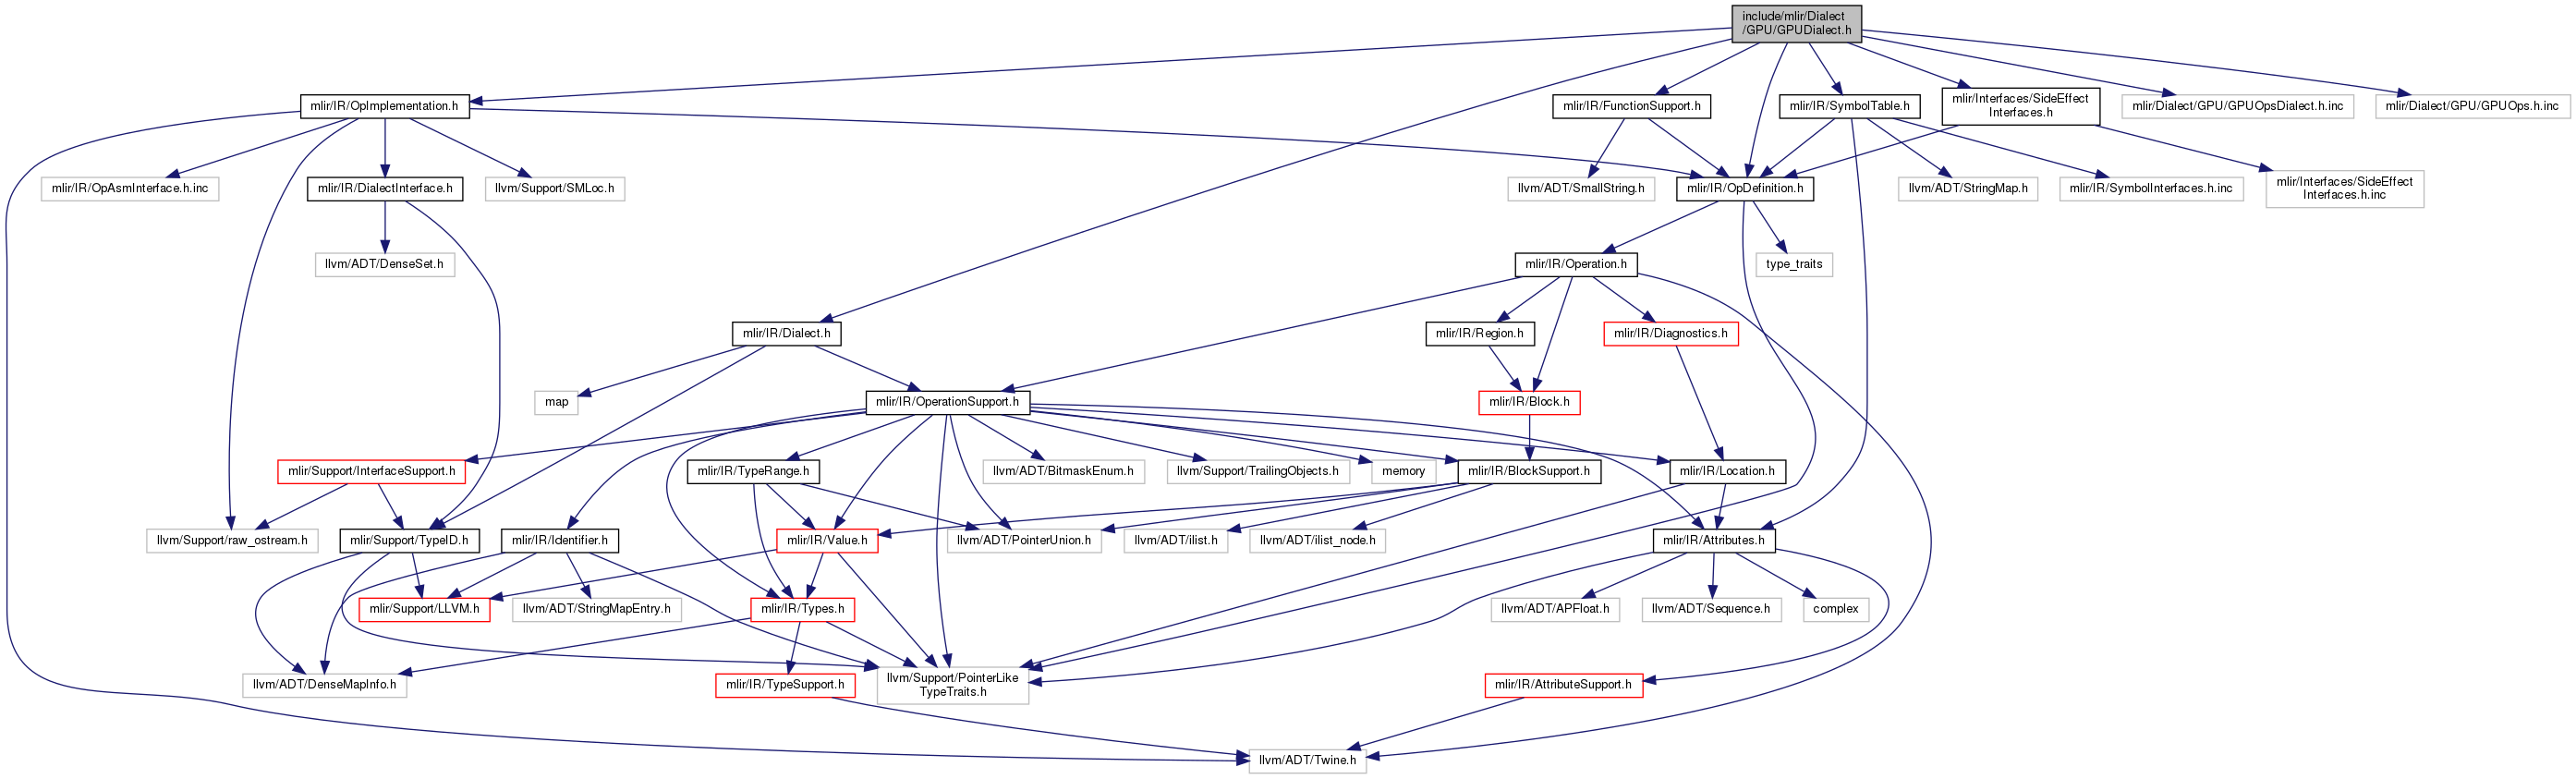 include/mlir/Dialect
/GPU/GPUDialect.h
mlir/IR/OpImplementation.h
mlir/IR/FunctionSupport.h
mlir/IR/SymbolTable.h
mlir/Interfaces/SideEffect
Interfaces.h
mlir/Dialect/GPU/GPUOpsDialect.h.inc
mlir/Dialect/GPU/GPUOps.h.inc
mlir/IR/OpAsmInterface.h.inc
mlir/IR/DialectInterface.h
llvm/Support/SMLoc.h
llvm/ADT/SmallString.h
mlir/IR/OpDefinition.h
llvm/ADT/StringMap.h
mlir/IR/SymbolInterfaces.h.inc
mlir/Interfaces/SideEffect
Interfaces.h.inc
llvm/ADT/DenseSet.h
mlir/IR/Operation.h
type_traits
mlir/IR/Dialect.h
mlir/IR/Region.h
mlir/IR/Diagnostics.h
map
mlir/IR/OperationSupport.h
mlir/IR/Block.h
mlir/Support/InterfaceSupport.h
mlir/IR/TypeRange.h
llvm/ADT/BitmaskEnum.h
llvm/Support/TrailingObjects.h
memory
mlir/IR/BlockSupport.h
mlir/IR/Location.h
llvm/Support/raw_ostream.h
mlir/Support/TypeID.h
mlir/IR/Identifier.h
mlir/IR/Value.h
llvm/ADT/PointerUnion.h
llvm/ADT/ilist.h
llvm/ADT/ilist_node.h
mlir/IR/Attributes.h
mlir/Support/LLVM.h
llvm/ADT/StringMapEntry.h
mlir/IR/Types.h
llvm/ADT/APFloat.h
llvm/ADT/Sequence.h
complex
llvm/ADT/DenseMapInfo.h
mlir/IR/TypeSupport.h
llvm/Support/PointerLike
TypeTraits.h
mlir/IR/AttributeSupport.h
llvm/ADT/Twine.h